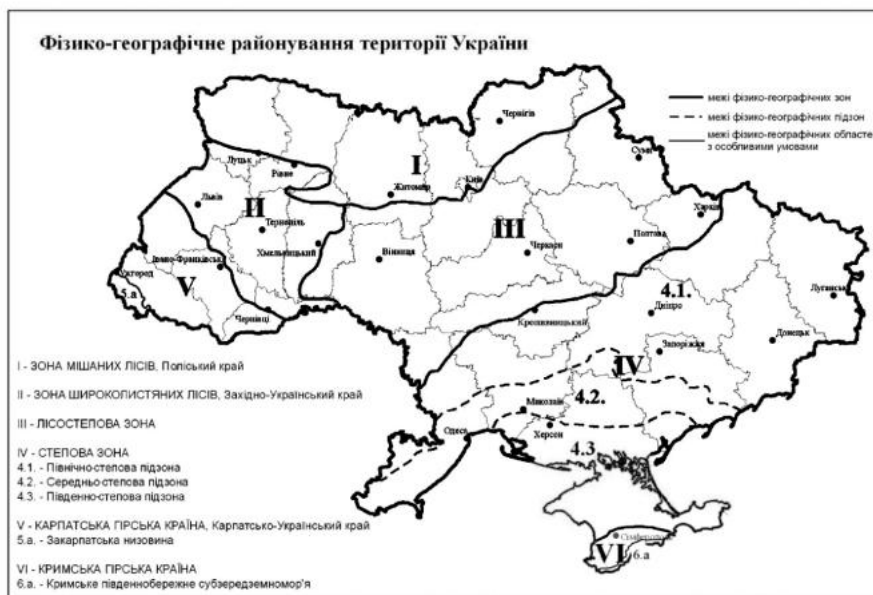 Фізико-географічне районування території України
межі фізико-географічних зон
межі фізико-географічних підзон
межі фізико-географічних областе
з особливими умовами
Чернігів
Суми
Луцьк
Рівне
I
Київ
Житомир
Львів
II
Тернопіль
Хмельницький
Вінниця
III
Черкаси
Полтава
Харків
Івано-Франківськ
Ужгород
V
5.а
Чернівці
Кропивницький
4.1.
Дніпро
Луганськ
Донецьк
Запоріжжя
IV
4.2.
Миколаїв
Одеса
Херсон
4.3
Сімферополь
VI
6.а
I - ЗОНА МІШАНИХ ЛІСІВ, Поліський край
II - ЗОНА ШИРОКОЛИСТЯНИХ ЛІСІВ, Західно-Український край
III - ЛІСОСТЕПОВА ЗОНА
IV - СТЕПОВА ЗОНА
4.1. - Північно-степова підзона
4.2. - Середньо-степова підзона
4.3. - Південно-степова підзона
V - КАРПАТСЬКА ГІРСЬКА КРАЇНА, Карпатсько-Український край
5.а. - Закарпатська низовина
VI - КРИМСЬКА ГІРСЬКА КРАЇНА
6.а. - Кримське південнобережне субзередземномор'я